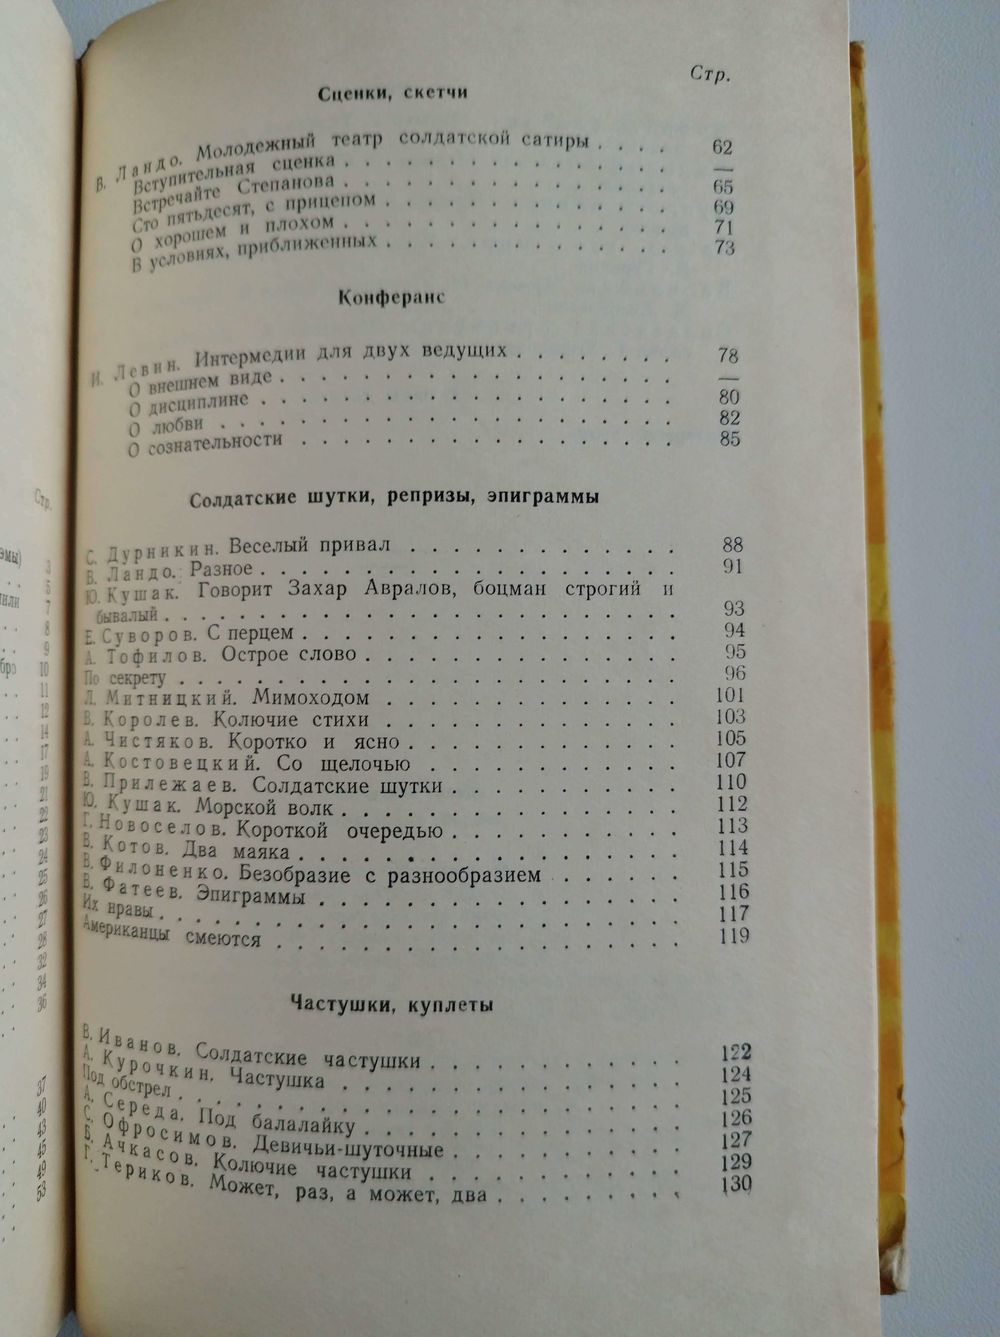 Стр.
Сценки, скетчи
В. Ландо. Молодежный театр солдатской сатиры . . . . 62
Вступительная сценка . . . . . . . . . . . . . . . —
Встречайте Степанова . . . . . . . . . . . . . . . 65
Сто пятьдесят, с прицепом . . . . . . . . . . . . . 69
О хорошем и плохом . . . . . . . . . . . . . . . 71
В условиях, приближенных . . . . . . . . . . . . . 73
Конферанс
И. Левин. Интермедии для двух ведущих . . . . . . . . 78
О внешнем виде . . . . . . . . . . . . . . . . . —
О дисциплине . . . . . . . . . . . . . . . . . . 80
О любви . . . . . . . . . . . . . . . . . . . . 82
О сознательности . . . . . . . . . . . . . . . . . 85
Солдатские шутки, репризы, эпиграммы
С. Дурникин. Веселый привал . . . . . . . . . . . . . 88
В. Ландо. Разное . . . . . . . . . . . . . . . . . . 91
Ю. Кушак. Говорит Захар Авралов, боцман строгий и
бывалый . . . . . . . . . . . . . . . . . . . . . 93
Е. Суворов. С перцем . . . . . . . . . . . . . . . . 94
А. Тофилов. Острое слово . . . . . . . . . . . . . . 95
По секрету . . . . . . . . . . . . . . . . . . . . . 96
Л. Митницкий. Мимоходом . . . . . . . . . . . . . . 101
В. Королев. Колючие стихи . . . . . . . . . . . . . . 103
А. Чистяков. Коротко и ясно . . . . . . . . . . . . . 105
А. Костовецкий. Со щелочью . . . . . . . . . . . . . 107
В. Прилежаев. Солдатские шутки . . . . . . . . . . . 110
Ю. Кушак. Морской волк . . . . . . . . . . . . . . . 112
Г. Новоселов. Короткой очередью . . . . . . . . . . . 113
В. Котов. Два маяка . . . . . . . . . . . . . . . . . 114
В. Филоненко. Безобразие с разнообразием . . . . . . 115
В. Фатеев. Эпиграммы . . . . . . . . . . . . . . . . 116
Их нравы . . . . . . . . . . . . . . . . . . . . . . 117
Американцы смеются . . . . . . . . . . . . . . . . . 119
Частушки, куплеты
В. Иванов. Солдатские частушки . . . . . . . . . . . . 122
А. Курочкин. Частушка . . . . . . . . . . . . . . . . 124
Под обстрел . . . . . . . . . . . . . . . . . . . . . 125
А. Середа. Под балалайку . . . . . . . . . . . . . . . 126
С. Офросимов. Девичьи-шуточные . . . . . . . . . . . 127
Б. Ачкасов. Колючие частушки . . . . . . . . . . . . . 129
Г. Териков. Может, раз, а может, два . . . . . . . . . . 130
Стр.
3
5
7
8
9
10
11
12
14
17
19
21
22
23
24
25
26
27
28
32
34
36
37
40
43
45
49
53